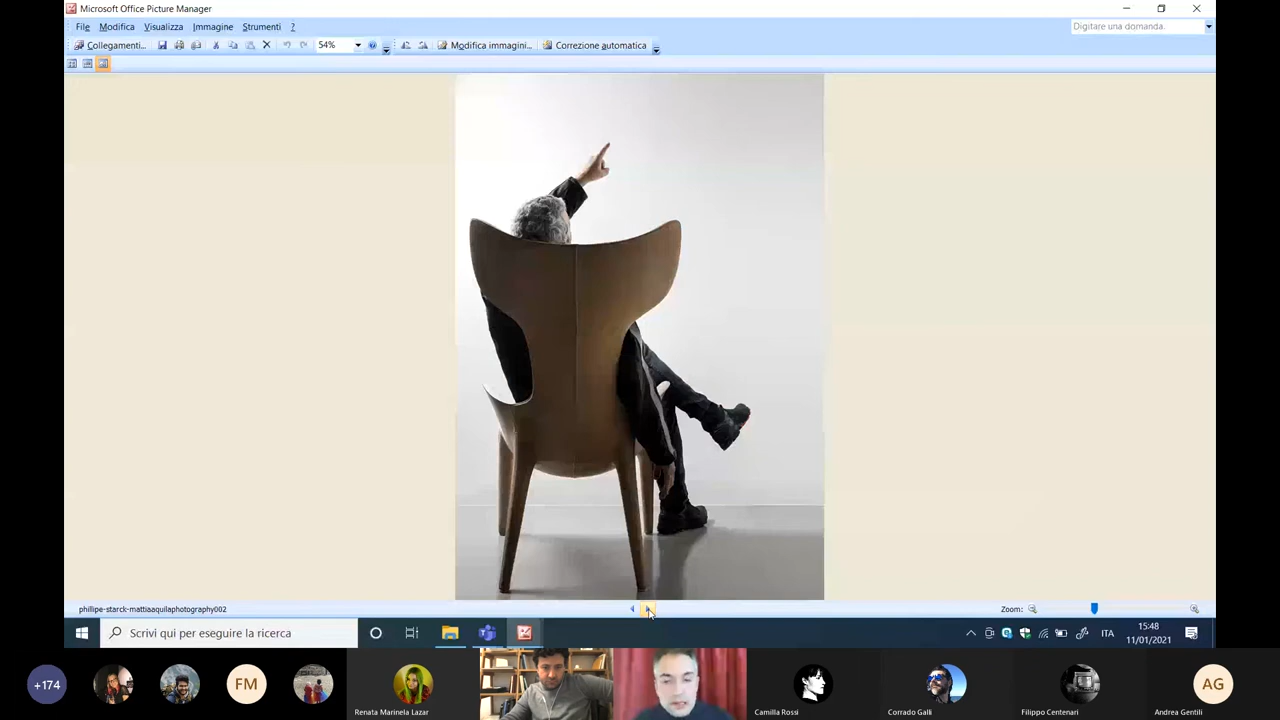 Microsoft Office Picture Manager
File Modifica Visualizza Immagine Strumenti ?
Digitare una domanda.
Collegamenti... 54% Modifica immagini... Correzione automatica
phillipe-starck-mattiaaquilaphotography002
Zoom:
Scrivi qui per eseguire la ricerca
ITA
15:48
11/01/2021
+174
FM
AG
Renata Marinela Lazar
Camilla Rossi
Corrado Galli
Filippo Centenari
Andrea Gentili